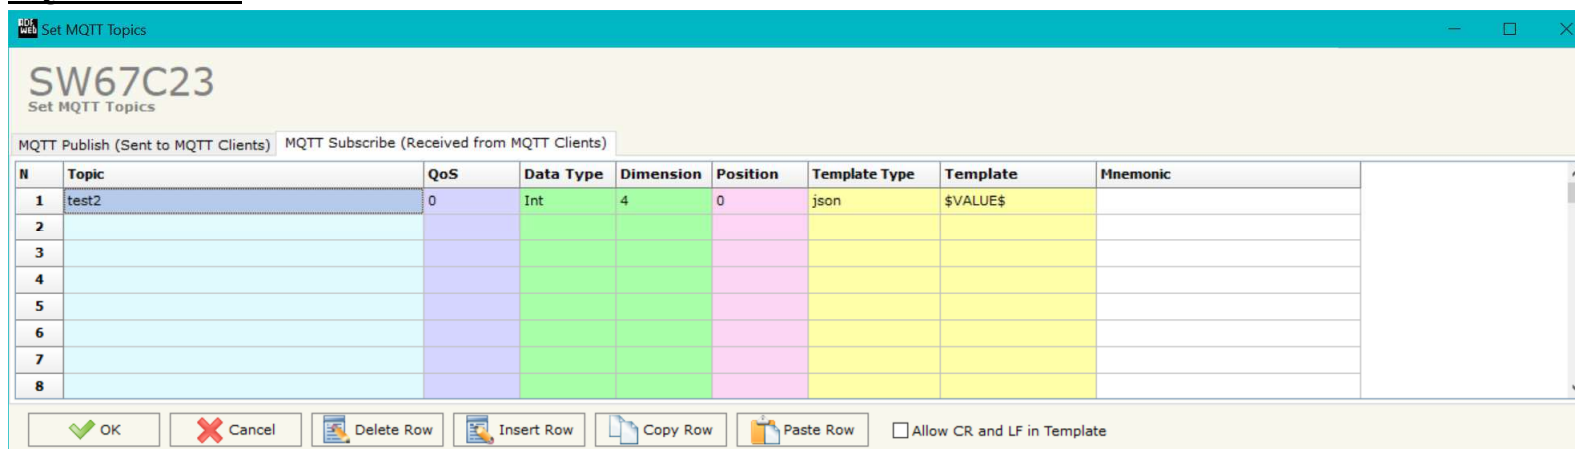 Set MQTT Topics
SW67C23
Set MQTT Topics
MQTT Publish (Sent to MQTT Clients) MQTT Subscribe (Received from MQTT Clients)
N Topic QoS Data Type Dimension Position Template Type Template Mnemonic
1 test2 0 Int 4 0 json $VALUE$
2
3
4
5
6
7
8
OK Cancel Delete Row Insert Row Copy Row Paste Row Allow CR and LF in Template